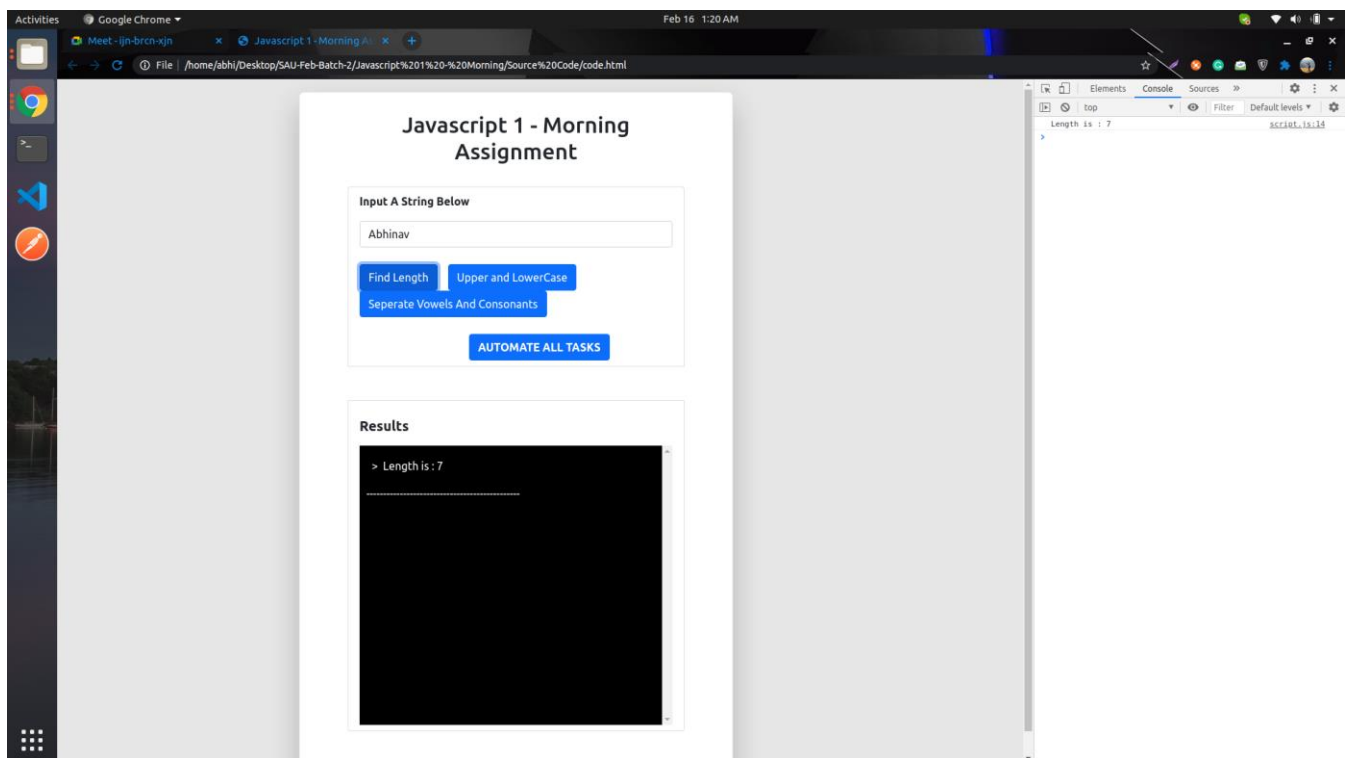 Activities Google Chrome Feb 16 1:20 AM
Meet - ijn-brcn-xjn Javascript 1 - Morning As
File /home/abhi/Desktop/SAU-Feb-Batch-2/Javascript%201%20-%20Morning/Source%20Code/code.html
Elements Console Sources »
top Filter Default levels
Length is : 7 script.js:14
>
Javascript 1 - Morning
Assignment
Input A String Below
Abhinav
Find Length Upper and LowerCase
Seperate Vowels And Consonants
AUTOMATE ALL TASKS
Results
> Length is : 7
----------------------------------------------